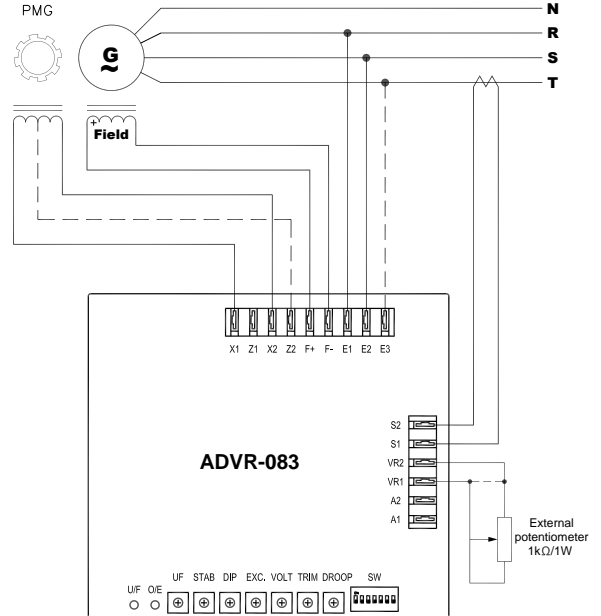 PMG
N
R
S
T
G
~
+
Field
X1 Z1 X2 Z2 F+ F- E1 E2 E3
S2
S1
VR2
VR1
A2
A1
ADVR-083
External
potentiometer
1kΩ/1W
UF STAB DIP EXC. VOLT TRIM DROOP SW
U/F O/E